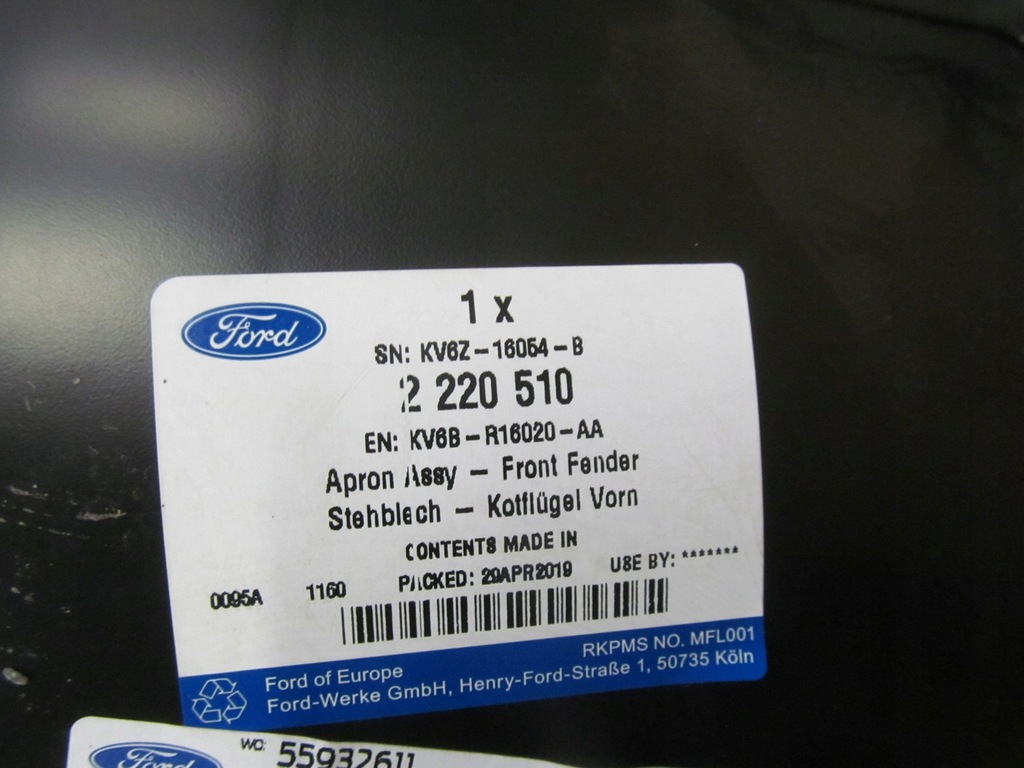 Ford
1 x
SN: KV6Z-16054-B
2 220 510
EN: KV6B-R16020-AA
Apron Assy - Front Fender
Stehblech - Kotflügel Vorn
CONTENTS MADE IN
PACKED: 29APR2019
USE BY: *******
0095A 1160
RKPMS NO. MFL001
Ford of Europe
Ford-Werke GmbH, Henry-Ford-Straße 1, 50735 Köln
Ford
WO: 55932611